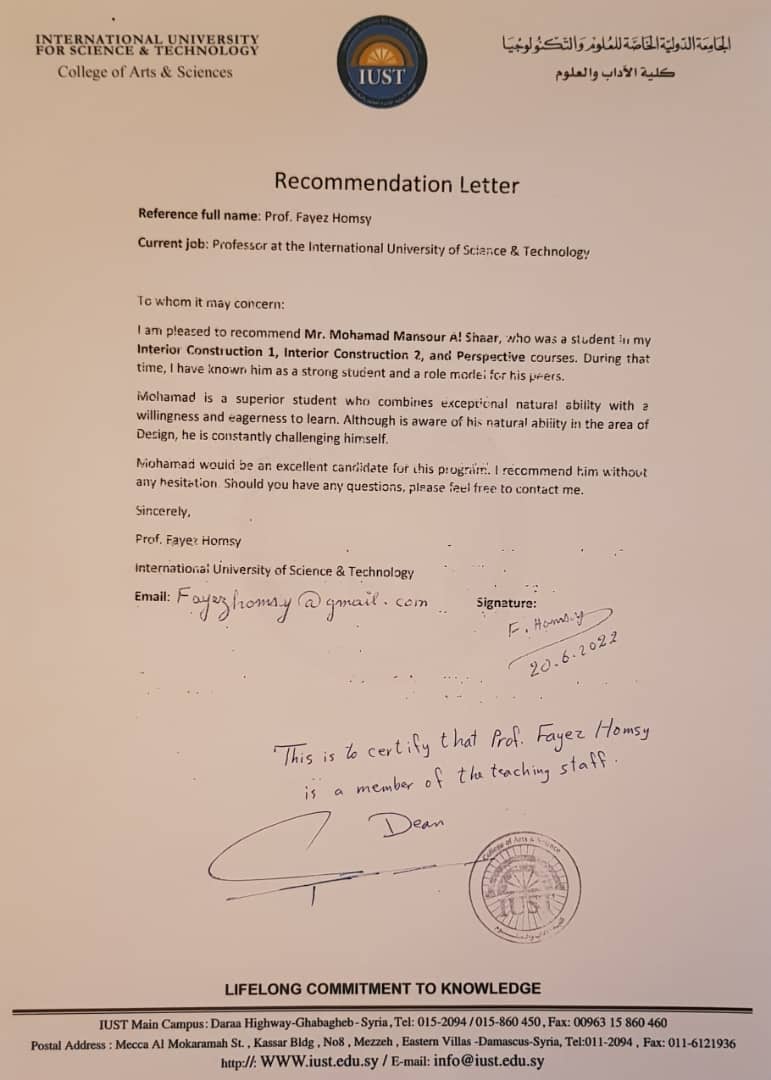 INTERNATIONAL UNIVERSITY
FOR SCIENCE & TECHNOLOGY
College of Arts & Sciences
IUST
الجامعة الدولية الخاصة للعلوم والتكنولوجيا
كلية الآداب والعلوم
Recommendation Letter
Reference full name: Prof. Fayez Homsy
Current job: Professor at the International University of Science & Technology
To whom it may concern:
I am pleased to recommend Mr. Mohamad Mansour Al Shaar, who was a student in my
Interior Construction 1, Interior Construction 2, and Perspective courses. During that
time, I have known him as a strong student and a role model for his peers.
Mohamad is a superior student who combines exceptional natural ability with a
willingness and eagerness to learn. Although is aware of his natural ability in the area of
Design, he is constantly challenging himself.
Mohamad would be an excellent candidate for this program. I recommend him without
any hesitation. Should you have any questions, please feel free to contact me.
Sincerely,
Prof. Fayez Homsy
International University of Science & Technology
Email: Fayezhomsy@gmail.com
Signature:
F. Homsy
20.6.2022
This is to certify that Prof. Fayez Homsy
is a member of the teaching staff.
Dean
College of Arts & Science
IUST
LIFELONG COMMITMENT TO KNOWLEDGE
IUST Main Campus: Daraa Highway-Ghabagheb-Syria, Tel: 015-2094 / 015-860 450, Fax: 00963 15 860 460
Postal Address : Mecca Al Mokaramah St. , Kassar Bldg , No8 , Mezzeh , Eastern Villas -Damascus-Syria, Tel:011-2094 , Fax: 011-6121936
http://: WWW.iust.edu.sy / E-mail: info@iust.edu.sy